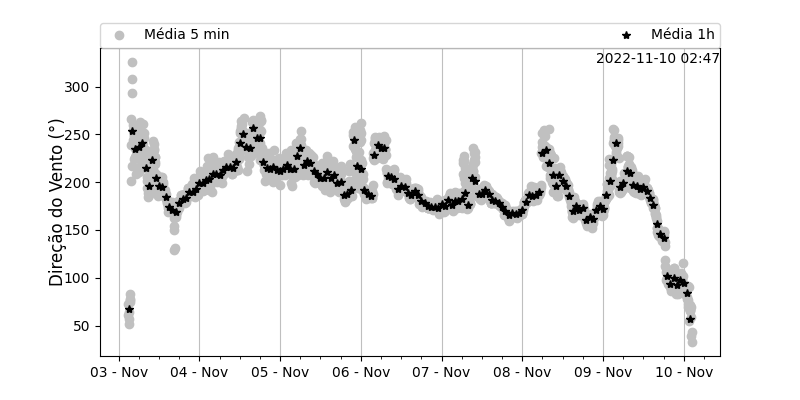 Média 5 min
Média 1h
2022-11-10 02:47
Direção do Vento (°)
300
250
200
150
100
50
03 - Nov
04 - Nov
05 - Nov
06 - Nov
07 - Nov
08 - Nov
09 - Nov
10 - Nov